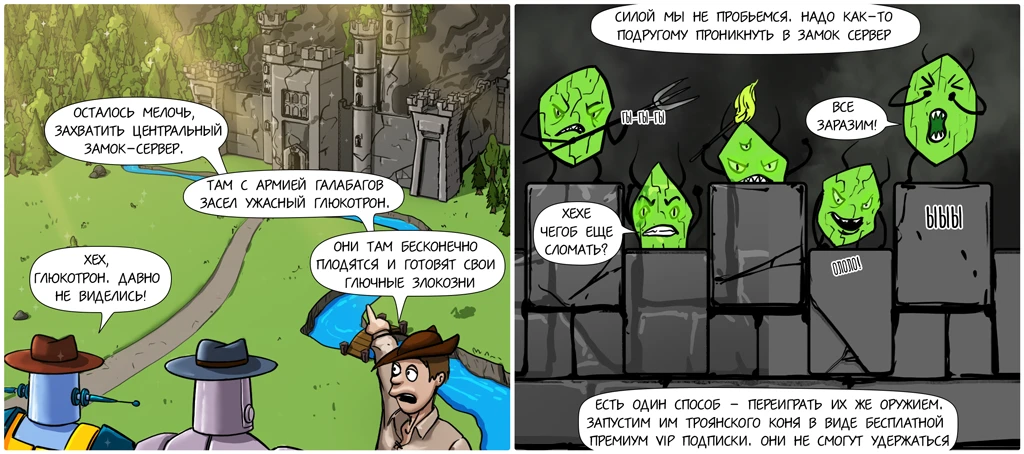 ОСТАЛОСЬ МЕЛОЧЬ,
ЗАХВАТИТЬ ЦЕНТРАЛЬНЫЙ
ЗАМОК-СЕРВЕР.
ТАМ С АРМИЕЙ ГАЛАБАГОВ
ЗАСЕЛ УЖАСНЫЙ ГЛЮКОТРОН.
ОНИ ТАМ БЕСКОНЕЧНО
ПЛОДЯТСЯ И ГОТОВЯТ СВОИ
ГЛЮЧНЫЕ ЗЛОКОЗНИ
ХЕХ,
ГЛЮКОТРОН. ДАВНО
НЕ ВИДЕЛИСЬ!
СИЛОЙ МЫ НЕ ПРОБЬЕМСЯ. НАДО КАК-ТО
ПОДРУГОМУ ПРОНИКНУТЬ В ЗАМОК СЕРВЕР
ГЫ-ГЫ-ГЫ
ВСЕ
ЗАРАЗИМ!
ХЕХЕ
ЧЕГОБ ЕЩЕ
СЛОМАТЬ?
ЫЫЫ
ОЛОЛО!
ЕСТЬ ОДИН СПОСОБ - ПЕРЕИГРАТЬ ИХ ЖЕ ОРУЖИЕМ.
ЗАПУСТИМ ИМ ТРОЯНСКОГО КОНЯ В ВИДЕ БЕСПЛАТНОЙ
ПРЕМИУМ VIP ПОДПИСКИ. ОНИ НЕ СМОГУТ УДЕРЖАТЬСЯ